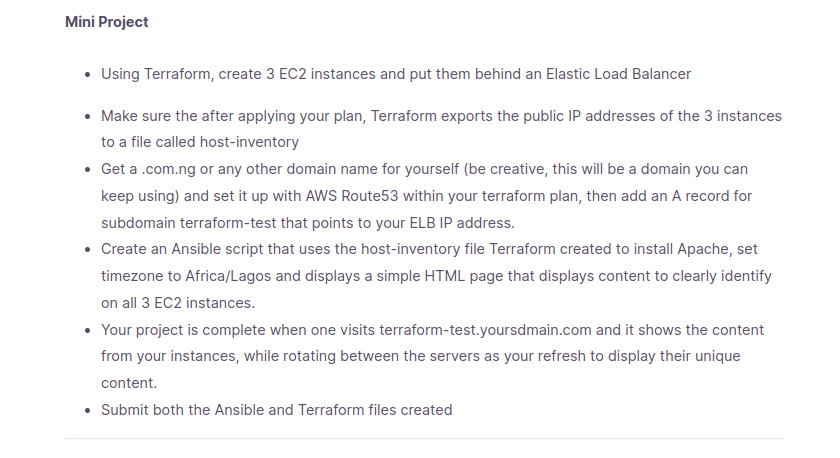 Mini Project
Using Terraform, create 3 EC2 instances and put them behind an Elastic Load Balancer
Make sure the after applying your plan, Terraform exports the public IP addresses of the 3 instances
to a file called host-inventory
Get a .com.ng or any other domain name for yourself (be creative, this will be a domain you can
keep using) and set it up with AWS Route53 within your terraform plan, then add an A record for
subdomain terraform-test that points to your ELB IP address.
Create an Ansible script that uses the host-inventory file Terraform created to install Apache, set
timezone to Africa/Lagos and displays a simple HTML page that displays content to clearly identify
on all 3 EC2 instances.
Your project is complete when one visits terraform-test.yoursdmain.com and it shows the content
from your instances, while rotating between the servers as your refresh to display their unique
content.
Submit both the Ansible and Terraform files created